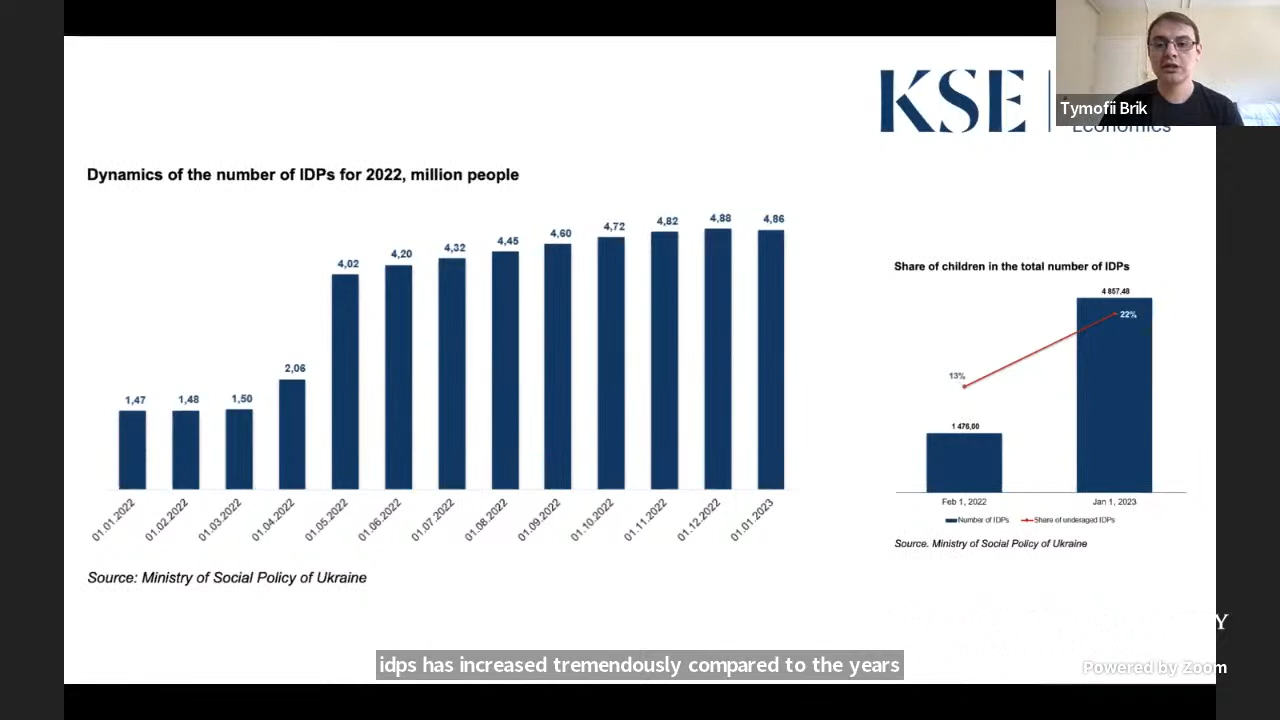 KSE
Economics
Tymofii Brik
Dynamics of the number of IDPs for 2022, million people
1,47
1,48
1,50
2,06
4,02
4,20
4,32
4,45
4,60
4,72
4,82
4,88
4,86
01.01.2022
01.02.2022
01.03.2022
01.04.2022
01.05.2022
01.06.2022
01.07.2022
01.08.2022
01.09.2022
01.10.2022
01.11.2022
01.12.2022
01.01.2023
Source: Ministry of Social Policy of Ukraine
Share of children in the total number of IDPs
4 857,48
22%
13%
1 476,00
Feb 1, 2022
Jan 1, 2023
Number of IDPs
Share of underaged IDPs
Source. Ministry of Social Policy of Ukraine
Y
idps has increased tremendously compared to the years
Powered by Zoom